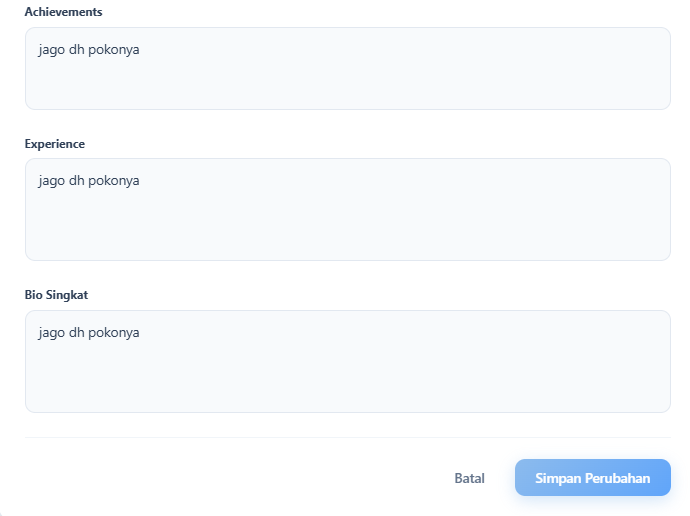 Achievements
jago dh pokonya
Experience
jago dh pokonya
Bio Singkat
jago dh pokonya
Batal
Simpan Perubahan